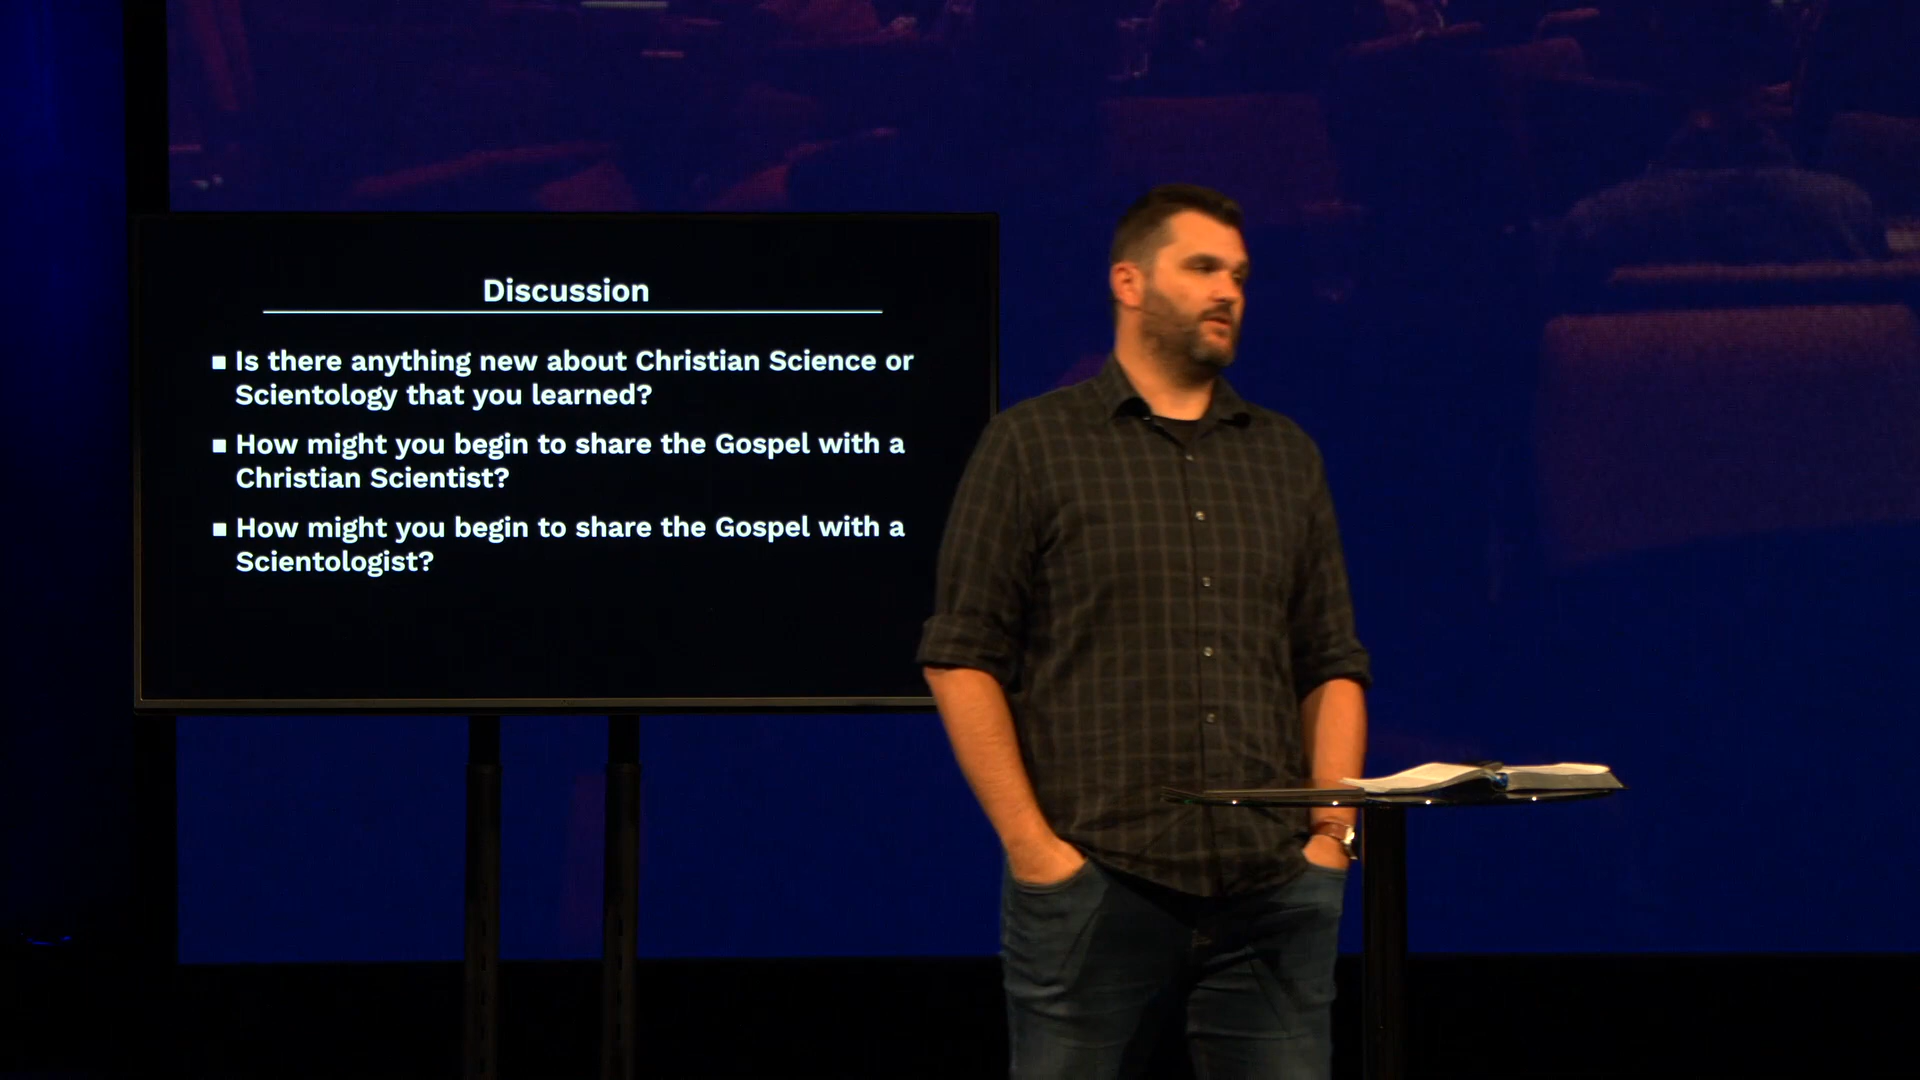 Discussion
▪ Is there anything new about Christian Science or
Scientology that you learned?
▪ How might you begin to share the Gospel with a
Christian Scientist?
▪ How might you begin to share the Gospel with a
Scientologist?